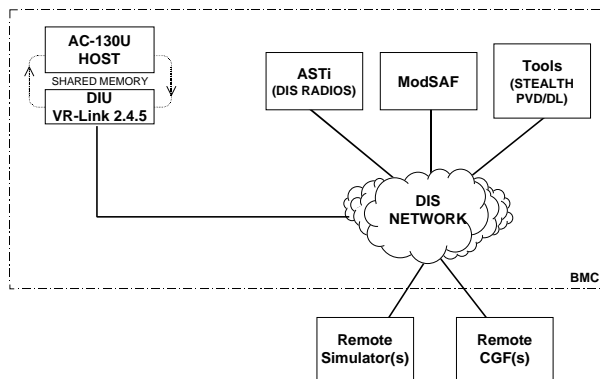 AC-130U
HOST
SHARED MEMORY
DIU
VR-Link 2.4.5
ASTi
(DIS RADIOS)
ModSAF
Tools
(STEALTH
PVD/DL)
DIS
NETWORK
BMC
Remote
Simulator(s)
Remote
CGF(s)